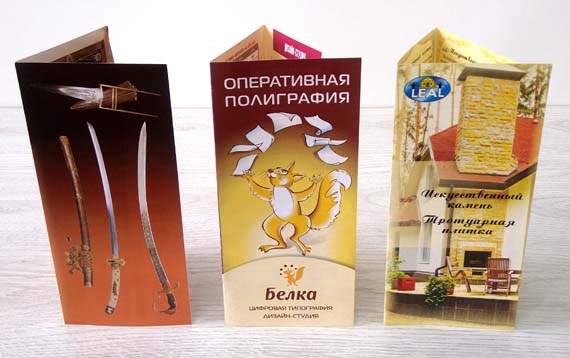 ОПЕРАТИВНАЯ
ПОЛИГРАФИЯ
Белка
ЦИФРОВАЯ ТИПОГРАФИЯ
ДИЗАЙН-СТУДИЯ
LEAL
Искусственный
камень
Тротуарная
плитка